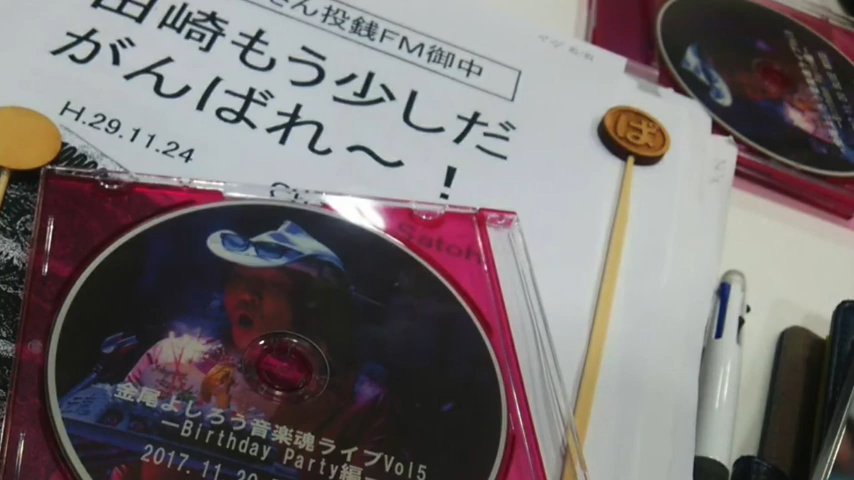 さん投銭FM御中
田崎もう少しだ
がんばれ～！
H.29.11.24
Satoh
ぱ
金尾よしろう音楽魂ライブVol5
ーBirthday Party編ー
2017.11.20